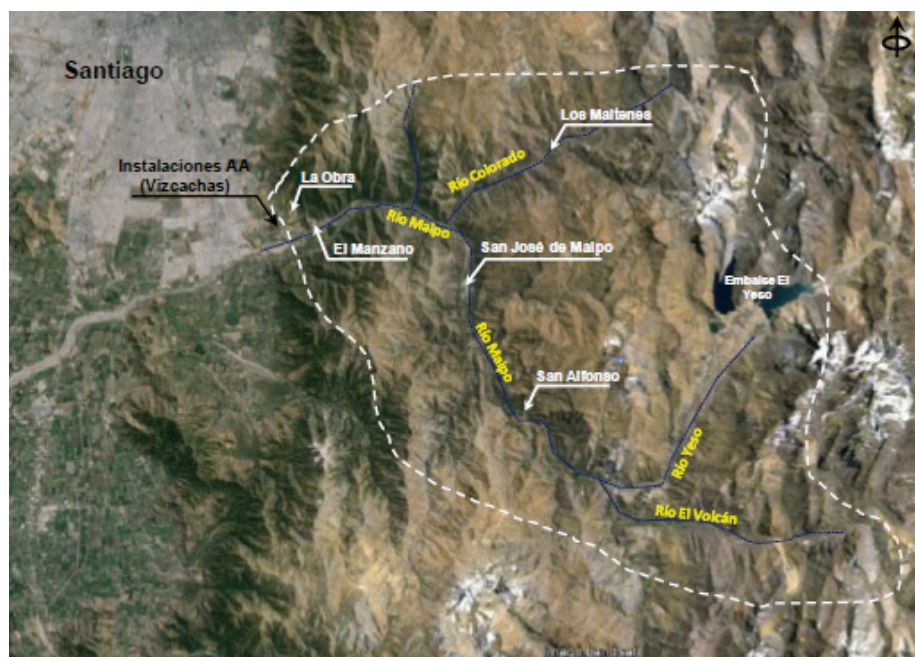 Santiago
Los Maitenes
Instalaciones AA
(Vizcachas)
La Obra
Río Colorado
Río Maipo
El Manzano
San José de Maipo
Embalse El
Yeso
Río Maipo
San Alfonso
Río Yeso
Río El Volcán